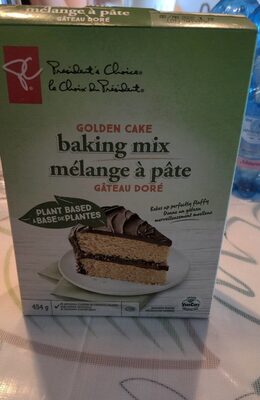 mélange à pâte
GÂTEAU DORÉ
PC
President's Choice
le Choix du Président
GOLDEN CAKE
baking mix
mélange à pâte
GÂTEAU DORÉ
PLANT BASED
À BASE DE PLANTES
Bakes up perfectly fluffy
Donne un gâteau
merveilleusement moelleux
454 g